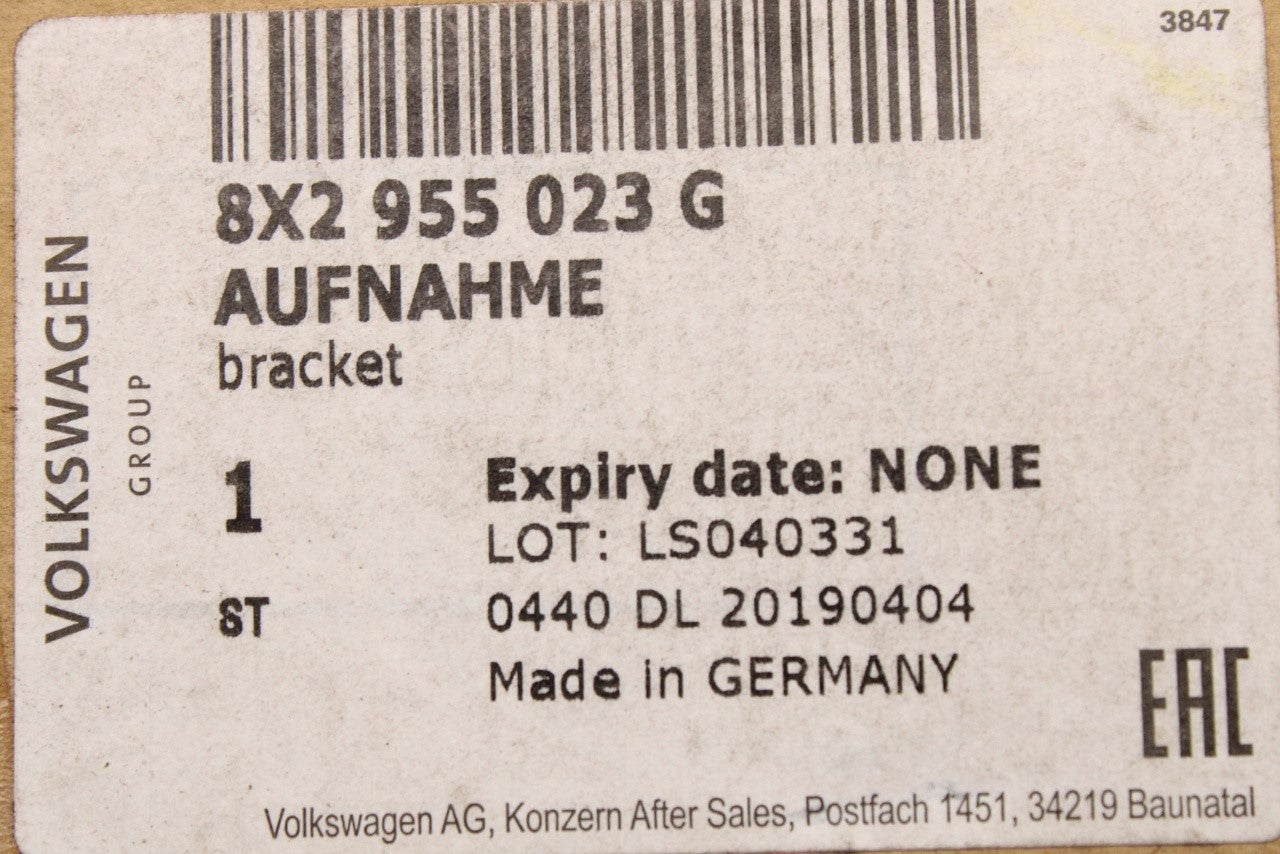 3847
8X2 955 023 G
AUFNAHME
bracket
VOLKSWAGEN
GROUP
1
ST
Expiry date: NONE
LOT: LS040331
0440 DL 20190404
Made in GERMANY
EAC
Volkswagen AG, Konzern After Sales, Postfach 1451, 34219 Baunatal